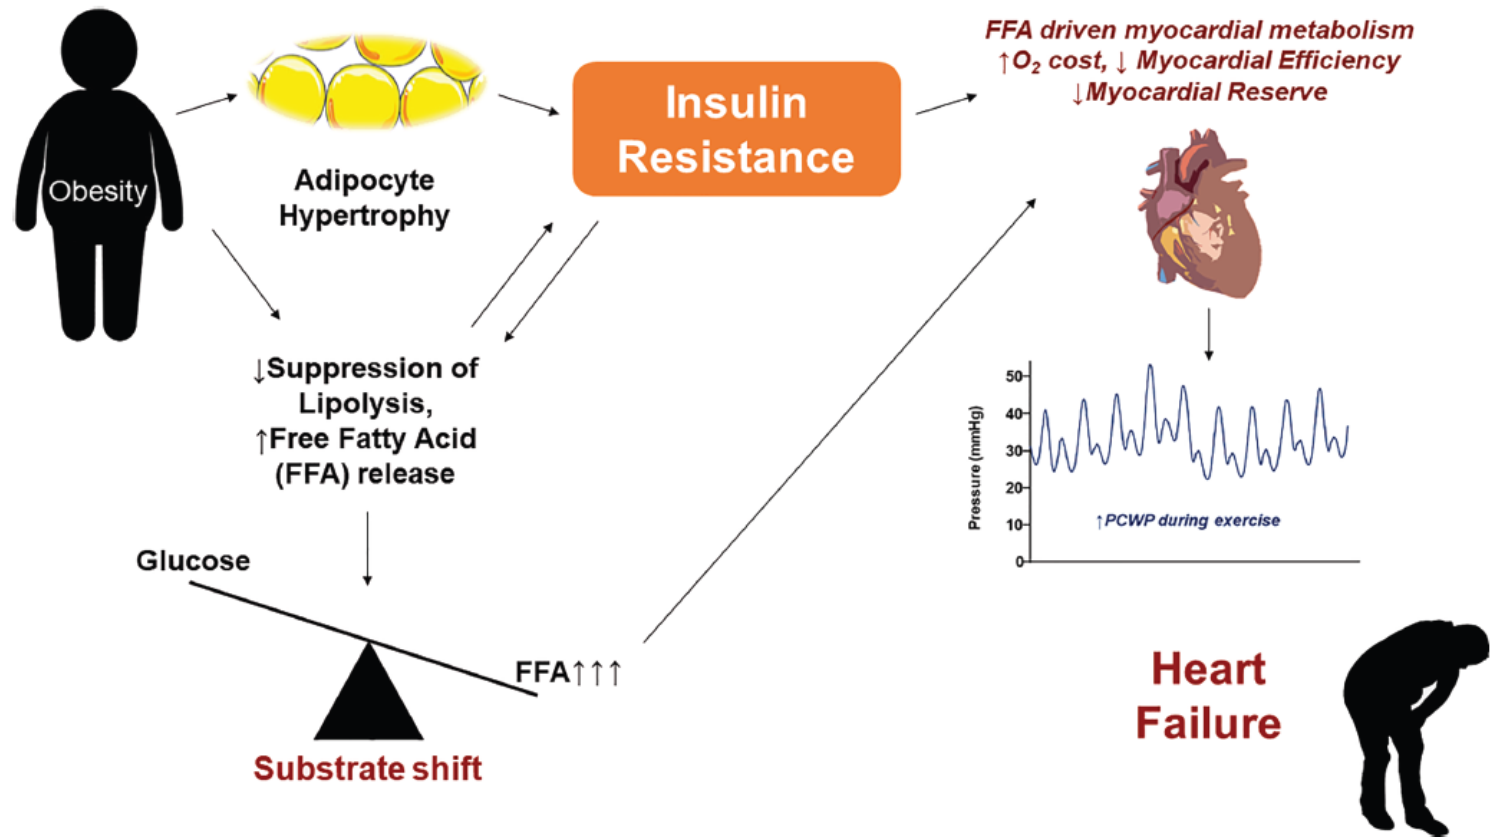 Obesity
Adipocyte
Hypertrophy
Insulin
Resistance
FFA driven myocardial metabolism
↑O₂ cost, ↓ Myocardial Efficiency
↓Myocardial Reserve
↓Suppression of
Lipolysis,
↑Free Fatty Acid
(FFA) release
Glucose
FFA↑↑↑
Substrate shift
Pressure (mmHg)
50
40
30
20
10
0
↑PCWP during exercise
Heart
Failure